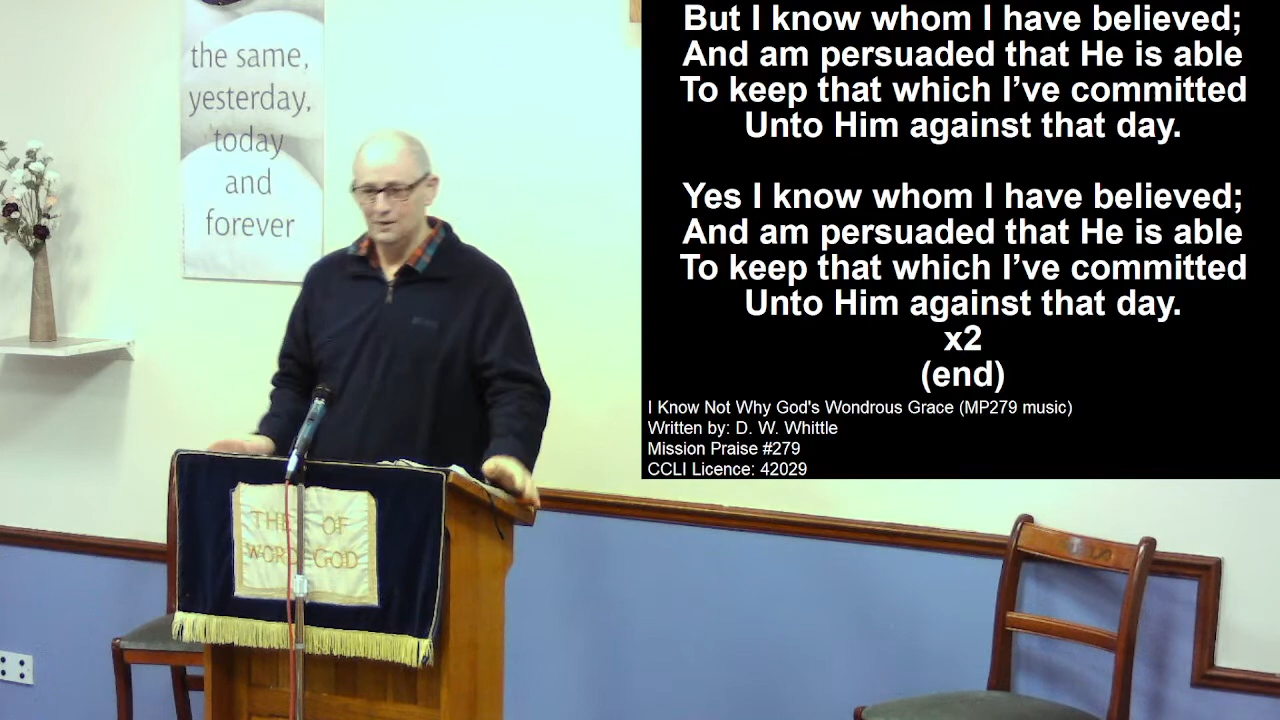 the same,
yesterday,
today
and
forever
But I know whom I have believed;
And am persuaded that He is able
To keep that which I’ve committed
Unto Him against that day.
Yes I know whom I have believed;
And am persuaded that He is able
To keep that which I’ve committed
Unto Him against that day.
x2
(end)
I Know Not Why God's Wondrous Grace (MP279 music)
Written by: D. W. Whittle
Mission Praise #279
CCLI Licence: 42029
THE OF
WORD GOD